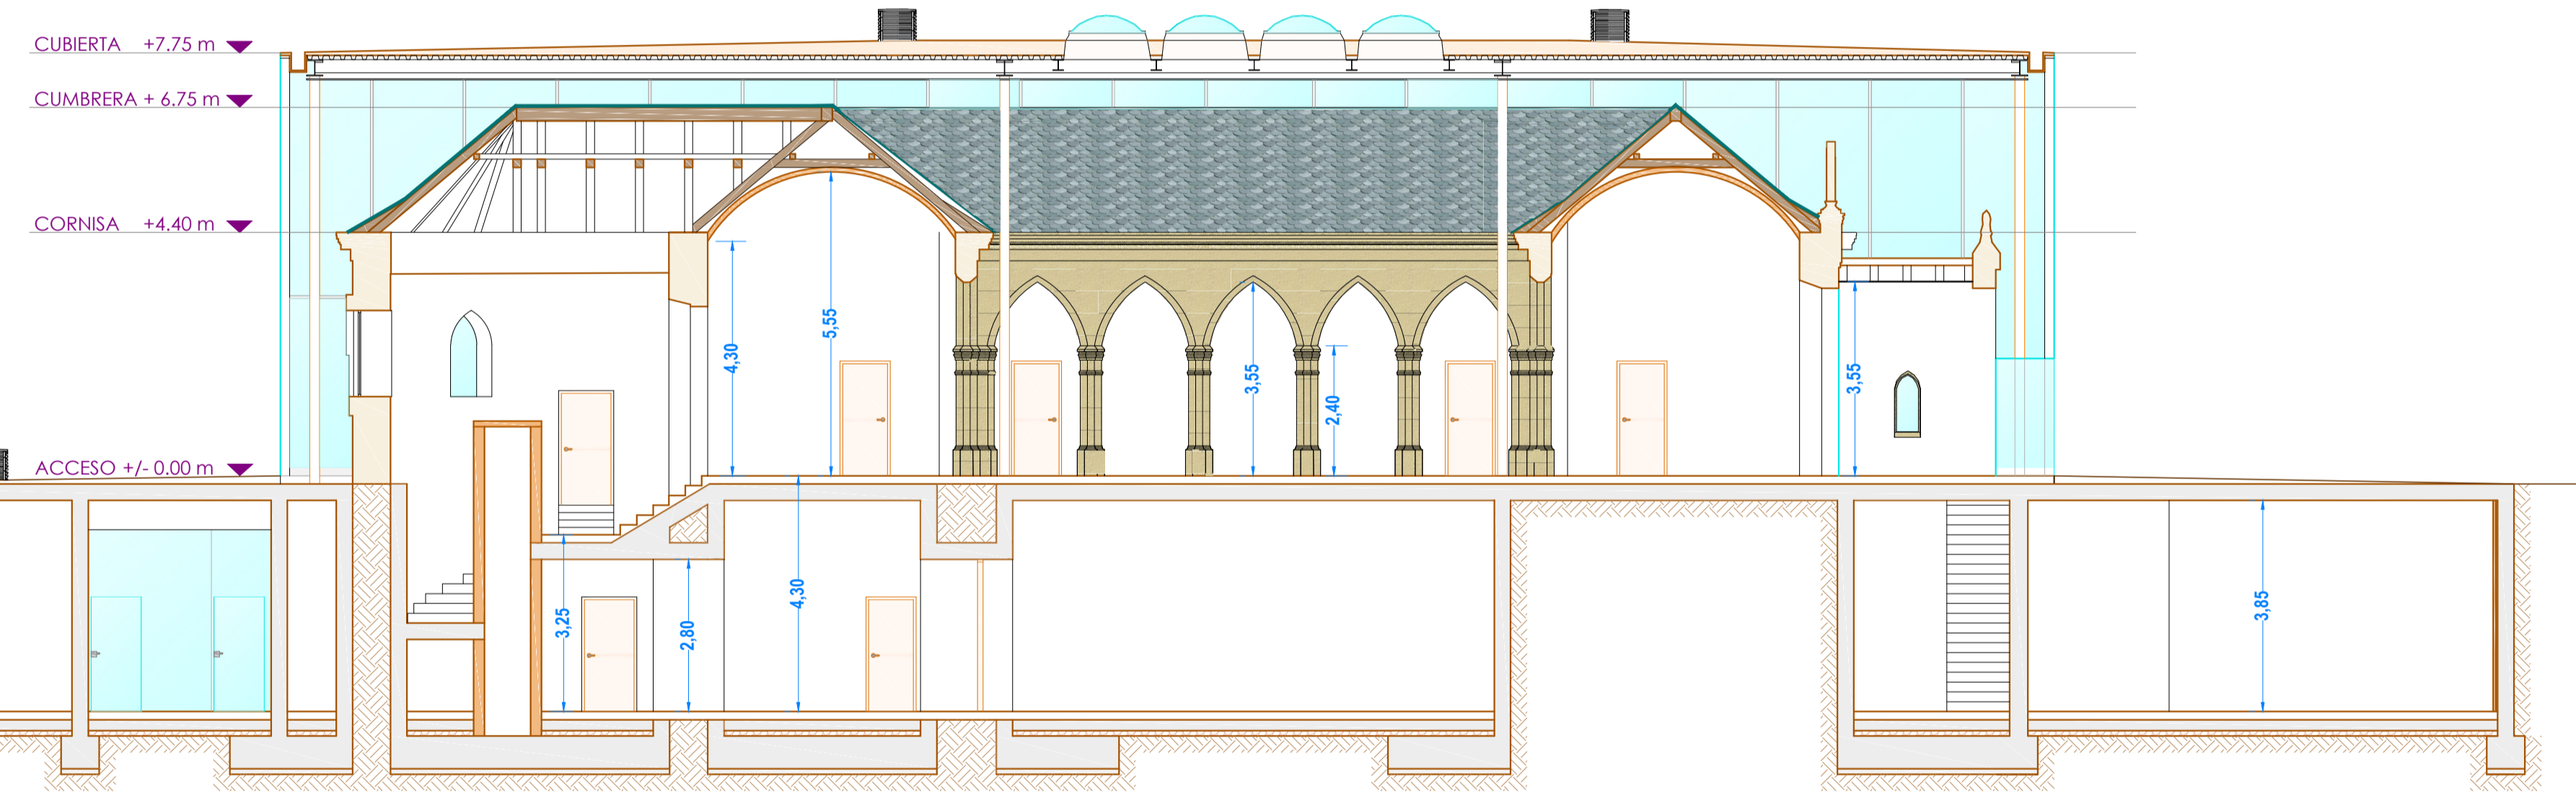 CUBIERTA +7.75 m
CUMBRERA + 6.75 m
CORNISA +4.40 m
ACCESO +/- 0.00 m
4,30
5,55
3,55
2,40
3,55
3,25
2,80
4,30
3,85